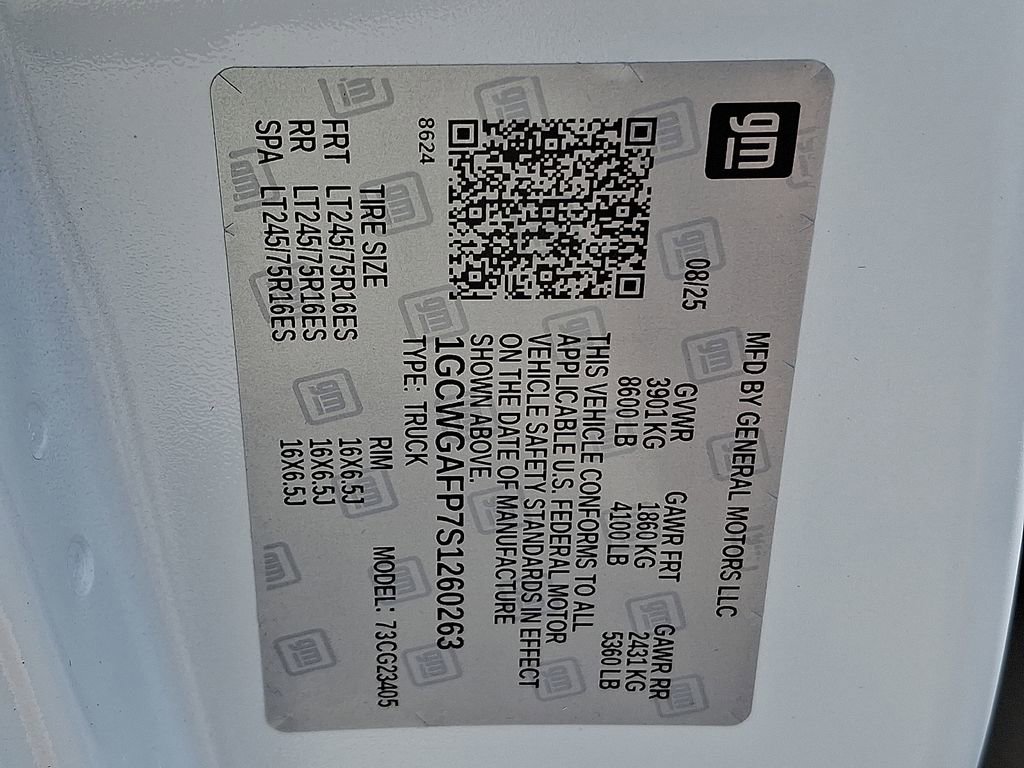 gm
MFD BY GENERAL MOTORS LLC
08/25
GVWR GAWR FRT GAWR RR
3901 KG 1860 KG 2431 KG
8600 LB 4100 LB 5360 LB
THIS VEHICLE CONFORMS TO ALL
APPLICABLE U.S. FEDERAL MOTOR
VEHICLE SAFETY STANDARDS IN EFFECT
ON THE DATE OF MANUFACTURE
SHOWN ABOVE.
1GCWGAFP7S1260263
8624
TYPE: TRUCK MODEL: 73CG23405
TIRE SIZE RIM
FRT LT245/75R16ES 16X6.5J
RR LT245/75R16ES 16X6.5J
SPA LT245/75R16ES 16X6.5J